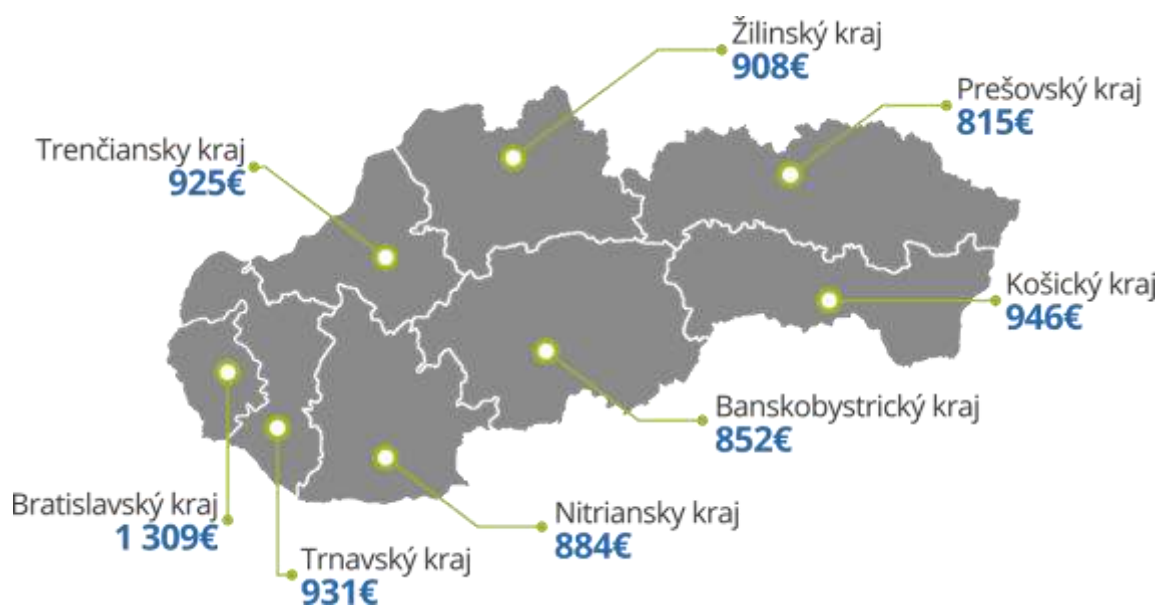 Žilinský kraj
908€
Prešovský kraj
815€
Trenčiansky kraj
925€
Košický kraj
946€
Banskobystrický kraj
852€
Bratislavský kraj
1 309€
Nitriansky kraj
884€
Trnavský kraj
931€